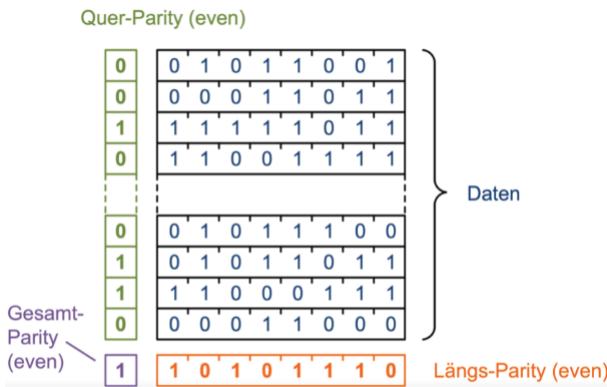 Quer-Parity (even)
0 0 1 0 1 1 0 0 1
0 0 0 0 1 1 0 1 1
1 1 1 1 1 1 0 1 1
0 1 1 0 0 1 1 1 1
Daten
0 0 1 0 1 1 1 0 0
1 0 1 0 1 1 0 1 1
1 1 1 0 0 0 1 1 1
0 0 0 0 1 1 0 0 0
Gesamt-
Parity
(even)
1 1 0 1 0 1 1 1 0 Längs-Parity (even)